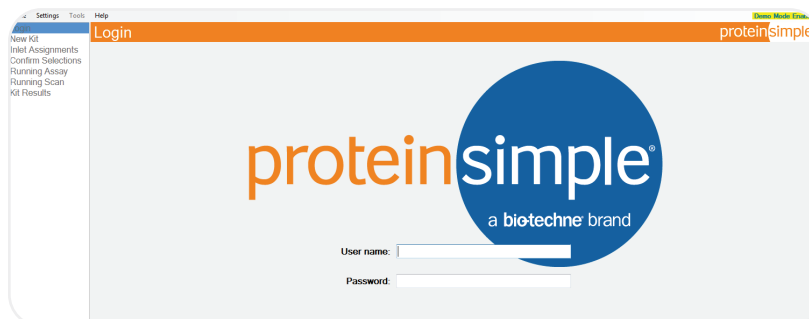 Settings Tools Help
Demo Mode
Login
Login
proteinsimple
New Kit
Inlet Assignments
Confirm Selections
Running Assay
Running Scan
Kit Results
proteinsimple®
a bio-techne® brand
User name:
Password: